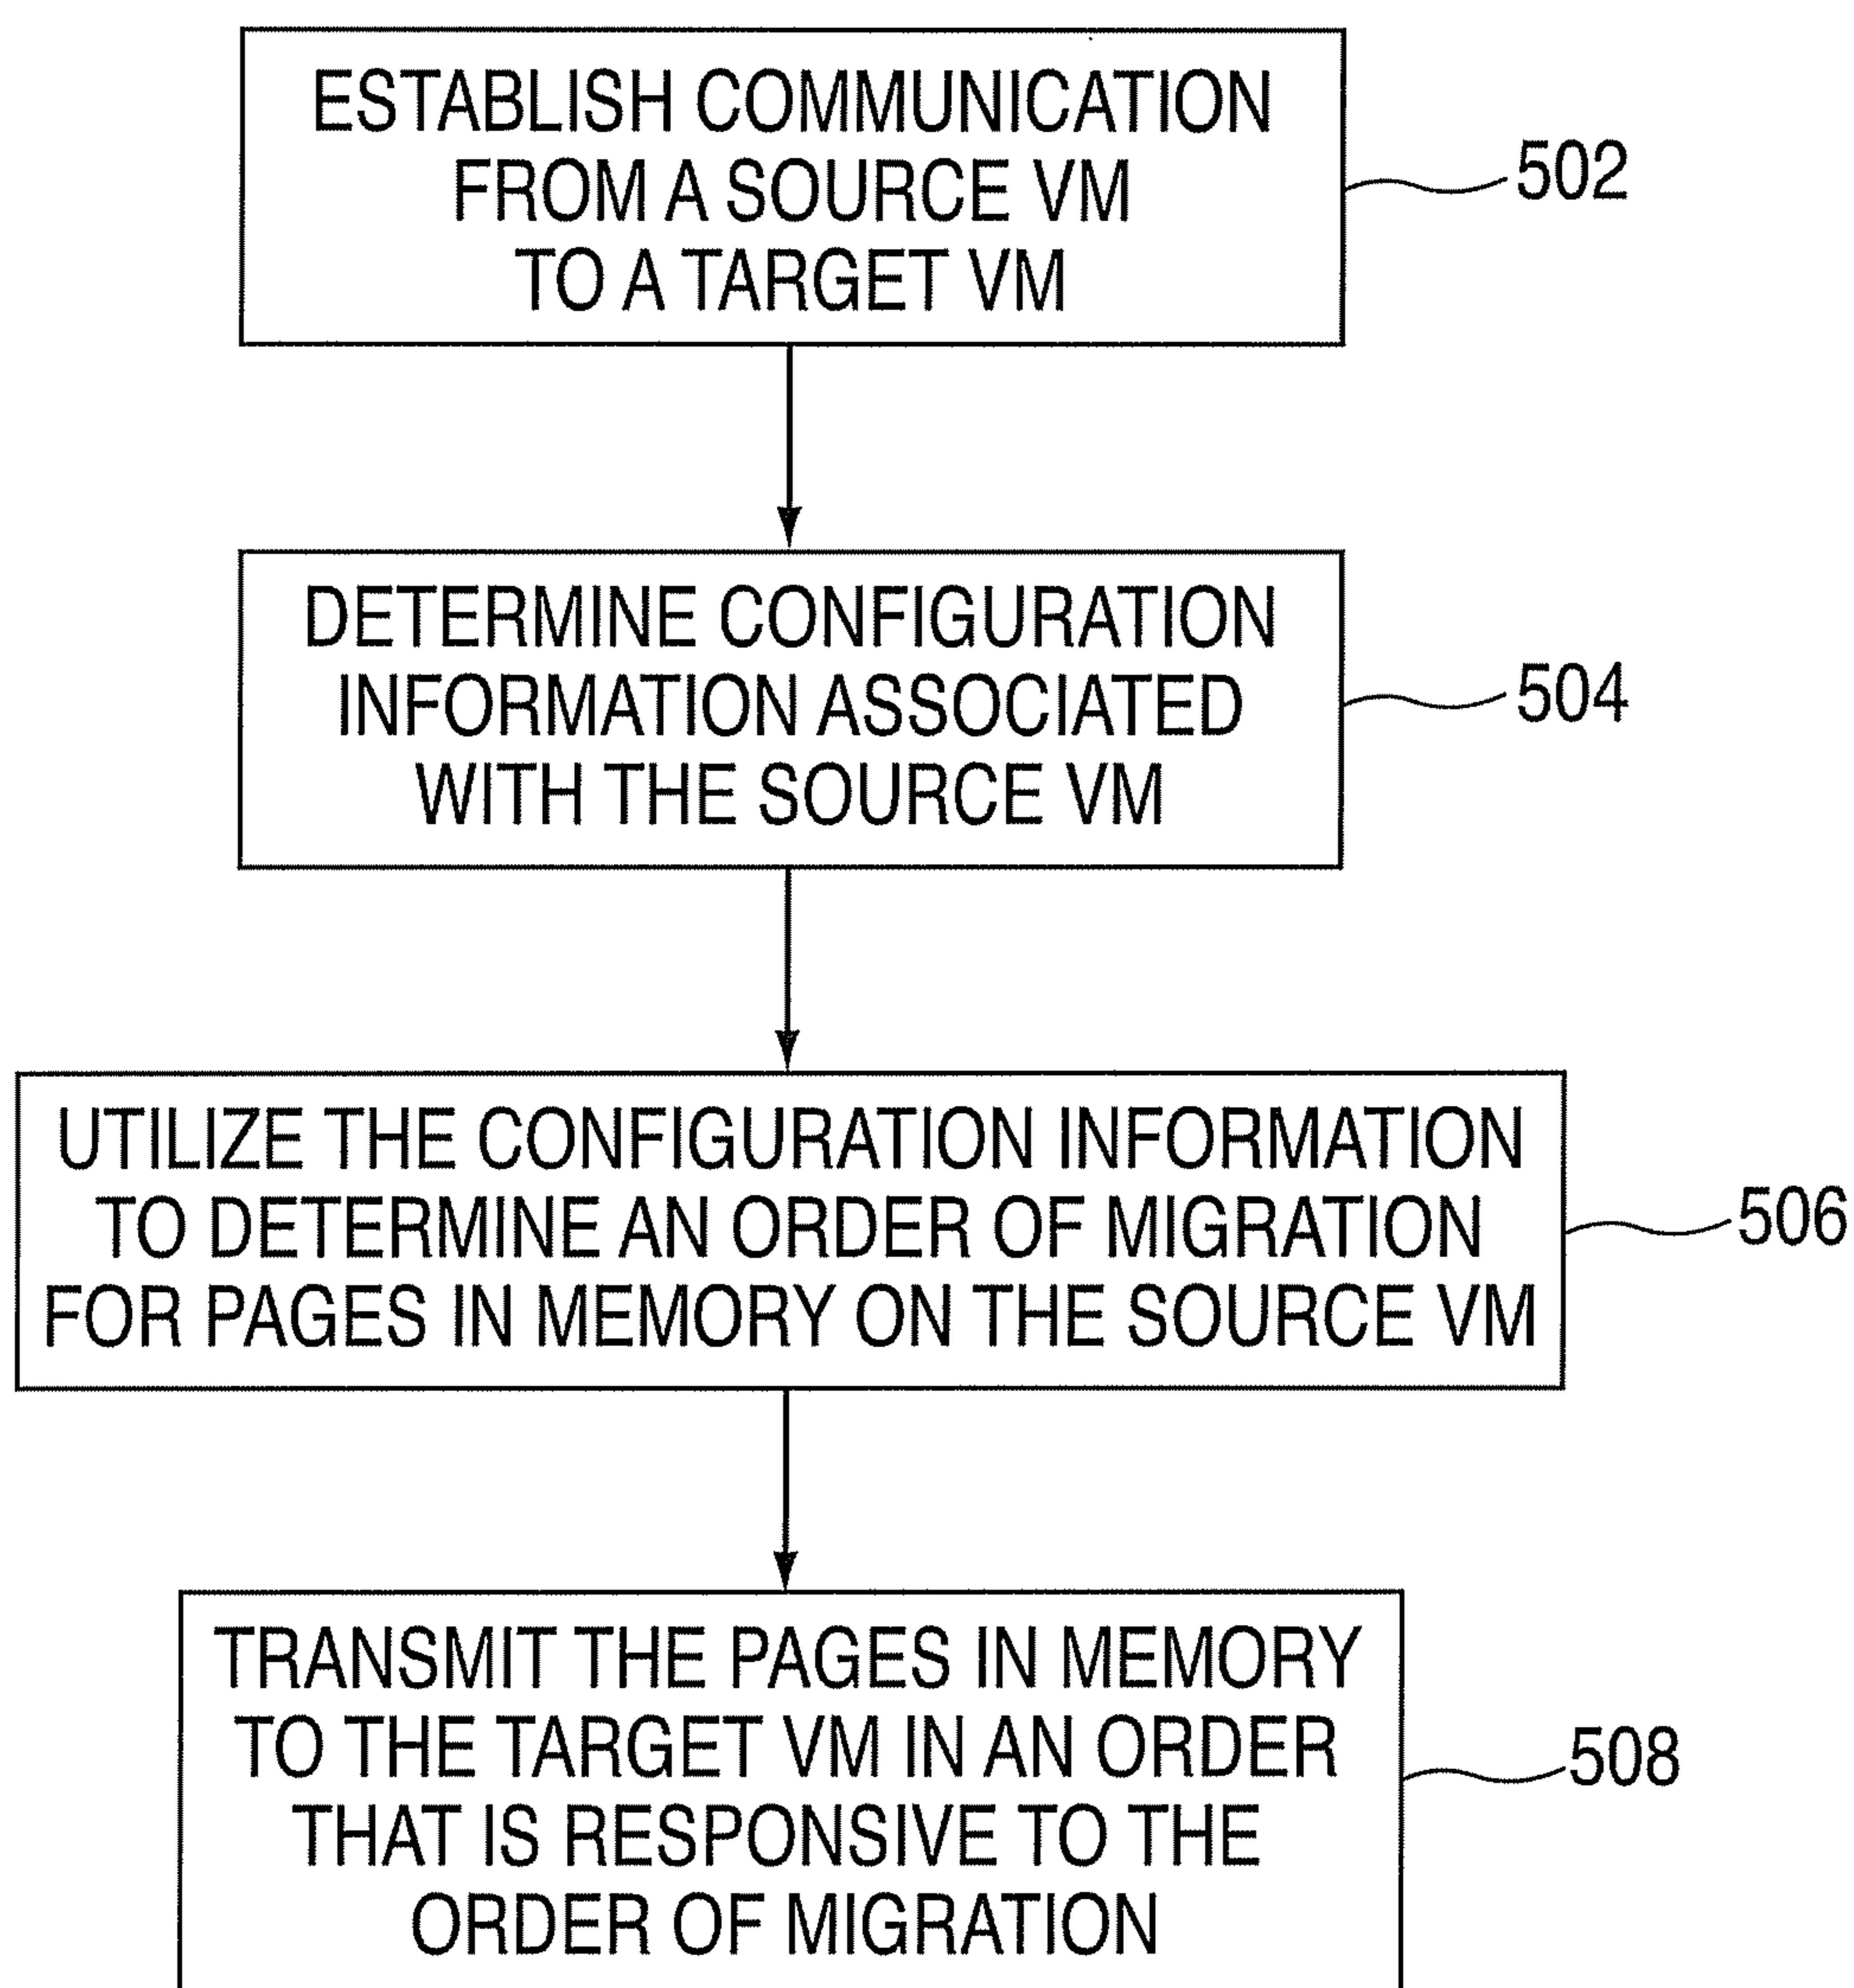 ESTABLISH COMMUNICATION
FROM A SOURCE VM
TO A TARGET VM
502
DETERMINE CONFIGURATION
INFORMATION ASSOCIATED
WITH THE SOURCE VM
504
UTILIZE THE CONFIGURATION INFORMATION
TO DETERMINE AN ORDER OF MIGRATION
FOR PAGES IN MEMORY ON THE SOURCE VM
506
TRANSMIT THE PAGES IN MEMORY
TO THE TARGET VM IN AN ORDER
THAT IS RESPONSIVE TO THE
ORDER OF MIGRATION
508